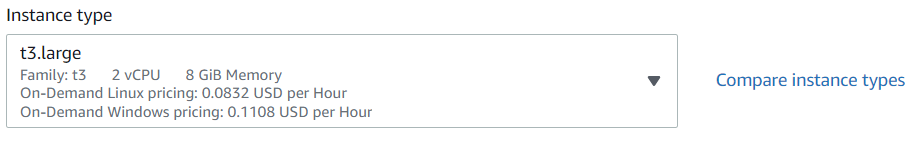 Instance type
t3.large
Family: t3 2 vCPU 8 GiB Memory
On-Demand Linux pricing: 0.0832 USD per Hour
On-Demand Windows pricing: 0.1108 USD per Hour
Compare instance types